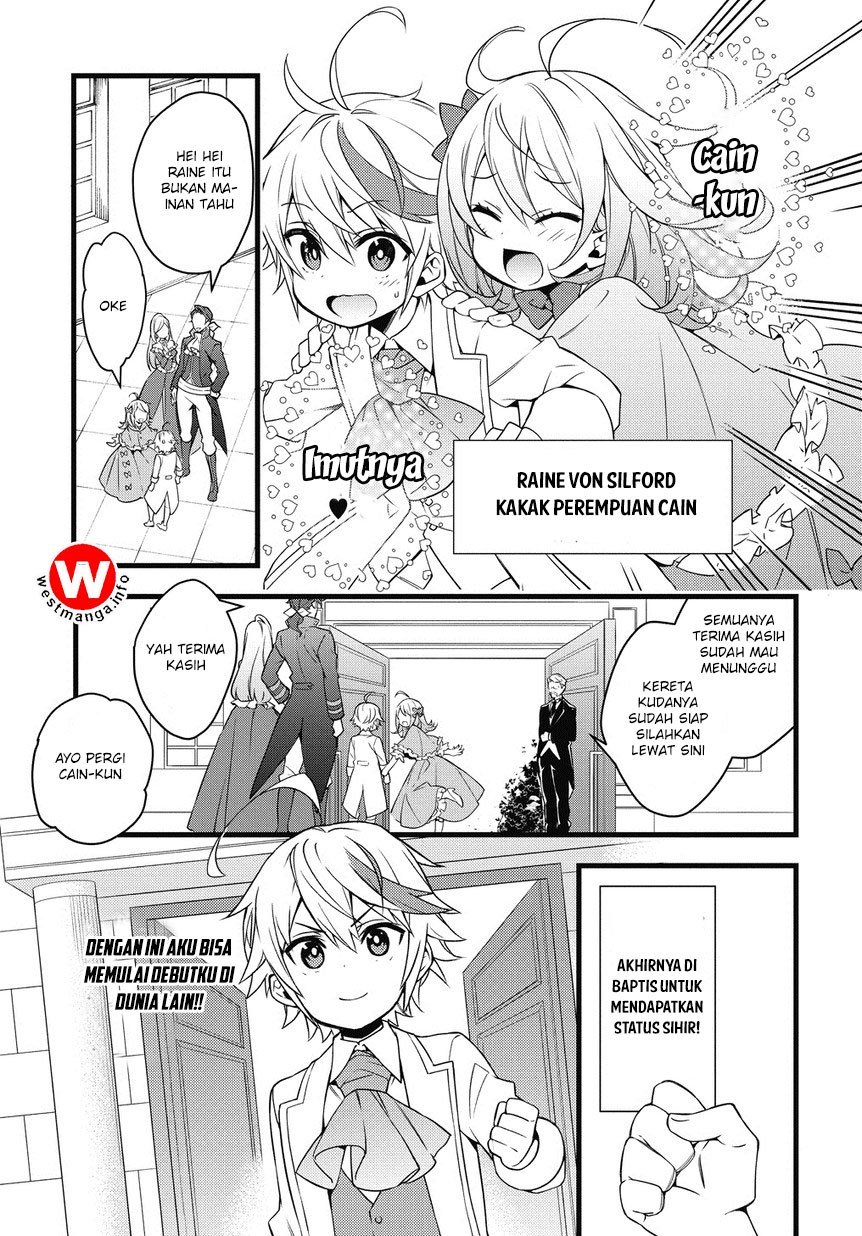 Cain
-kun
Imutnya
♥
RAINE VON SILFORD
KAKAK PEREMPUAN CAIN
HEI HEI
RAINE ITU
BUKAN MA-
INAN TAHU
OKE
W
westmanga.info
SEMUANYA
TERIMA KASIH
SUDAH MAU
MENUNGGU
KERETA
KUDANYA
SUDAH SIAP
SILAHKAN
LEWAT SINI
YAH TERIMA
KASIH
AYO PERGI
CAIN-KUN
AKHIRNYA DI
BAPTIS UNTUK
MENDAPATKAN
STATUS SIHIR!
DENGAN INI AKU BISA
MEMULAI DEBUTKU DI
DUNIA LAIN!!